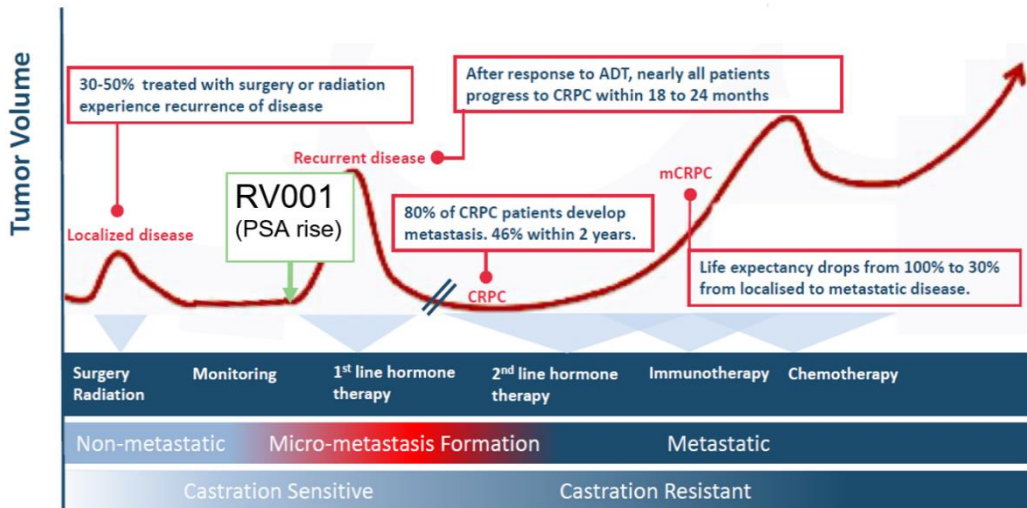 Tumor Volume
30-50% treated with surgery or radiation
experience recurrence of disease
After response to ADT, nearly all patients
progress to CRPC within 18 to 24 months
Recurrent disease
RV001
(PSA rise)
Localized disease
mCRPC
80% of CRPC patients develop
metastasis. 46% within 2 years.
Life expectancy drops from 100% to 30%
from localised to metastatic disease.
CRPC
Surgery
Radiation
Monitoring
1st line hormone
therapy
2nd line hormone
therapy
Immunotherapy
Chemotherapy
Non-metastatic
Micro-metastasis Formation
Metastatic
Castration Sensitive
Castration Resistant